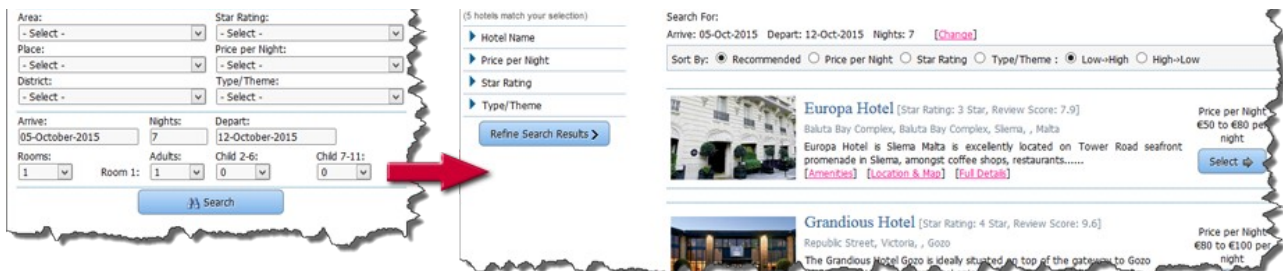 Area: Star Rating:
- Select - - Select -
Place: Price per Night:
- Select - - Select -
District: Type/Theme:
- Select - - Select -
Arrive: Nights: Depart:
05-October-2015 7 12-October-2015
Rooms: Adults: Child 2-6: Child 7-11:
1 Room 1: 1 0 0
Search
(5 hotels match your selection)
Hotel Name
Price per Night
Star Rating
Type/Theme
Refine Search Results
Search For:
Arrive: 05-Oct-2015 Depart: 12-Oct-2015 Nights: 7 [Change]
Sort By: Recommended Price per Night Star Rating Type/Theme : Low->High High->Low
Europa Hotel [Star Rating: 3 Star, Review Score: 7.9]
Baluta Bay Complex, Baluta Bay Complex, Sliema, , Malta
Europa Hotel is Sliema Malta is excellently located on Tower Road seafront
promenade in Sliema, amongst coffee shops, restaurants......
[Amenities] [Location & Map] [Full Details]
Price per Night
€50 to €80 per
night
Select
Grandious Hotel [Star Rating: 4 Star, Review Score: 9.6]
Republic Street, Victoria, , Gozo
The Grandious Hotel Gozo is ideally situated on top of the gateway to Gozo
Price per Night
€80 to €100 per
night